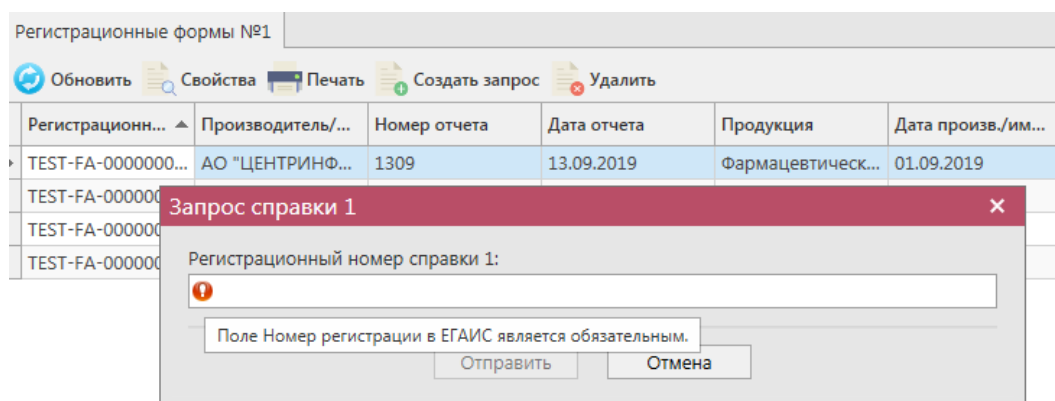 Регистрационные формы №1
Обновить Свойства Печать Создать запрос Удалить
Регистрационн... Производитель/... Номер отчета Дата отчета Продукция Дата произв./им...
TEST-FA-0000000... АО "ЦЕНТРИНФ... 1309 13.09.2019 Фармацевтическ... 01.09.2019
TEST-FA-000000
TEST-FA-000000
TEST-FA-000000
Запрос справки 1
Регистрационный номер справки 1:
Поле Номер регистрации в ЕГАИС является обязательным.
Отправить Отмена